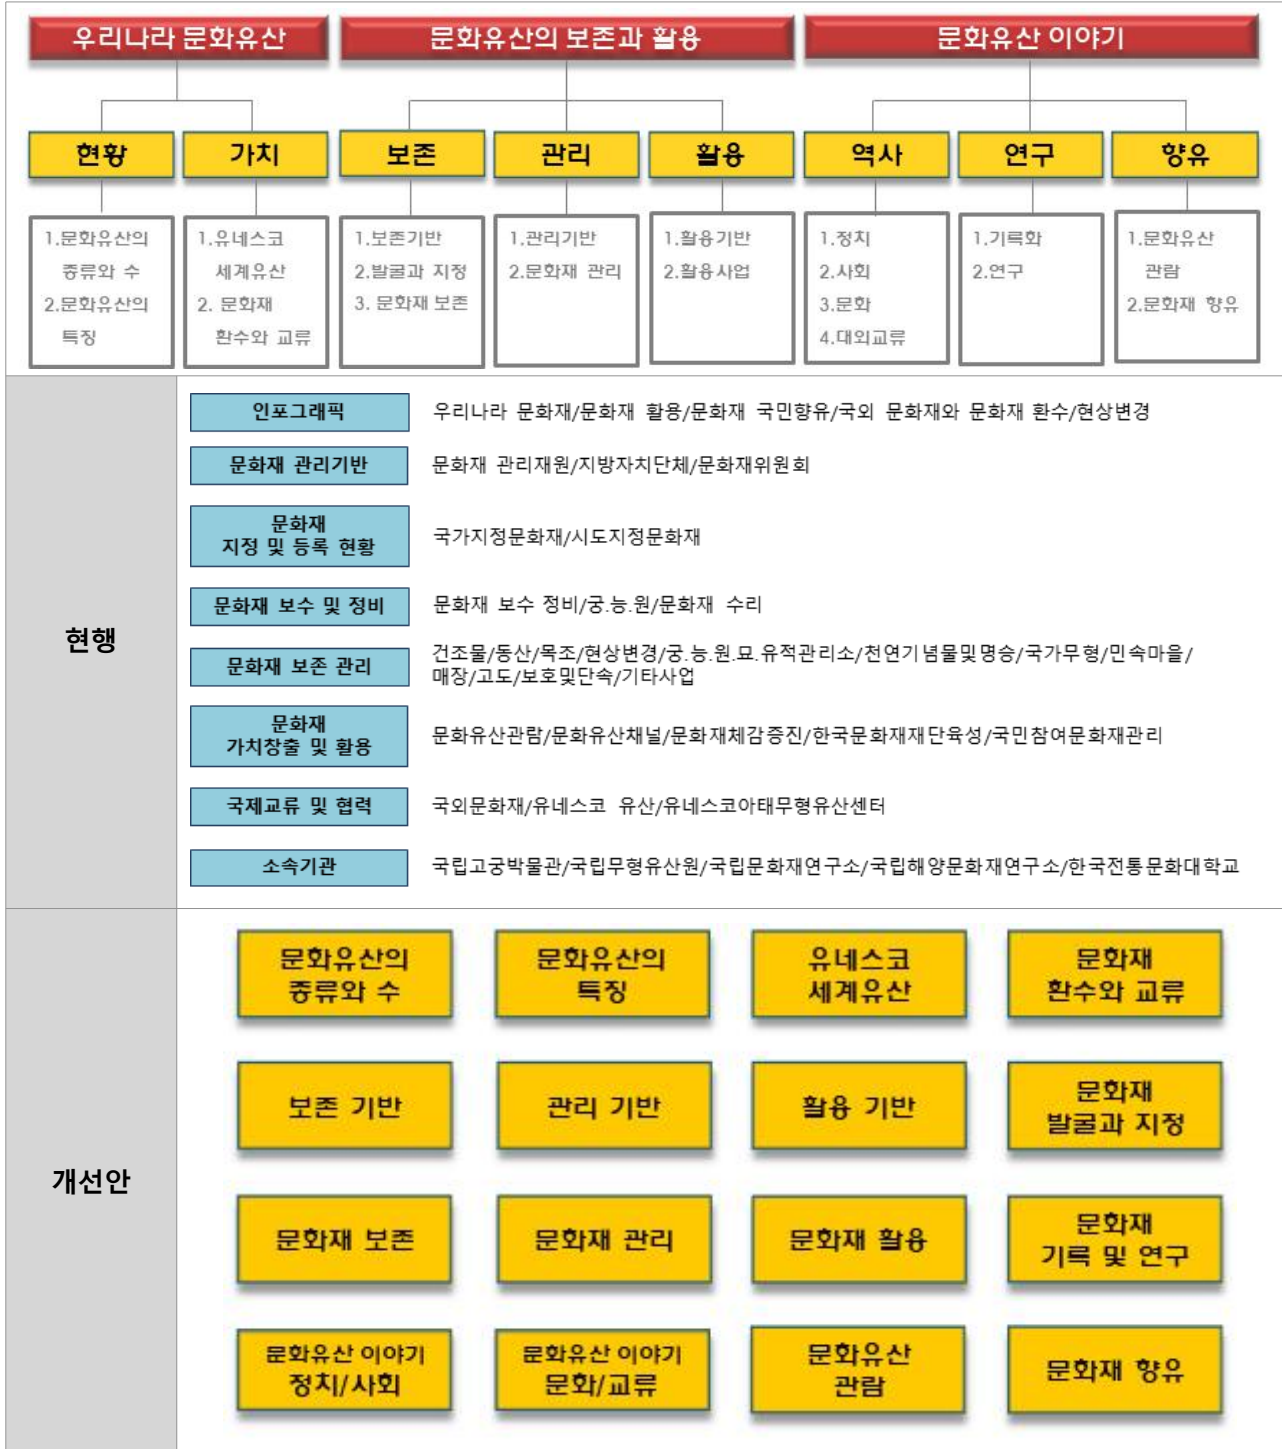 우리나라 문화유산
문화유산의 보존과 활용
문화유산 이야기
현황
가치
보존
관리
활용
역사
연구
향유
1.문화유산의
종류와 수
2.문화유산의
특징
1.유네스코
세계유산
2. 문화재
환수와 교류
1.보존기반
2.발굴과 지정
3. 문화재 보존
1.관리기반
2.문화재 관리
1.활용기반
2.활용사업
1.정치
2.사회
3.문화
4.대외교류
1.기록화
2.연구
1.문화유산
관람
2.문화재 향유
현행
인포그래픽
우리나라 문화재/문화재 활용/문화재 국민향유/국외 문화재와 문화재 환수/현상변경
문화재 관리기반
문화재 관리재원/지방자치단체/문화재위원회
문화재
지정 및 등록 현황
국가지정문화재/시도지정문화재
문화재 보수 및 정비
문화재 보수 정비/궁.능.원/문화재 수리
문화재 보존 관리
건조물/동산/목조/현상변경/궁.능.원.묘.유적관리소/천연기념물및명승/국가무형/민속마을/
매장/고도/보호및단속/기타사업
문화재
가치창출 및 활용
문화유산관람/문화유산채널/문화재체감증진/한국문화재재단육성/국민참여문화재관리
국제교류 및 협력
국외문화재/유네스코 유산/유네스코아태무형유산센터
소속기관
국립고궁박물관/국립무형유산원/국립문화재연구소/국립해양문화재연구소/한국전통문화대학교
개선안
문화유산의
종류와 수
문화유산의
특징
유네스코
세계유산
문화재
환수와 교류
보존 기반
관리 기반
활용 기반
문화재
발굴과 지정
문화재 보존
문화재 관리
문화재 활용
문화재
기록 및 연구
문화유산 이야기
정치/사회
문화유산 이야기
문화/교류
문화유산
관람
문화재 향유